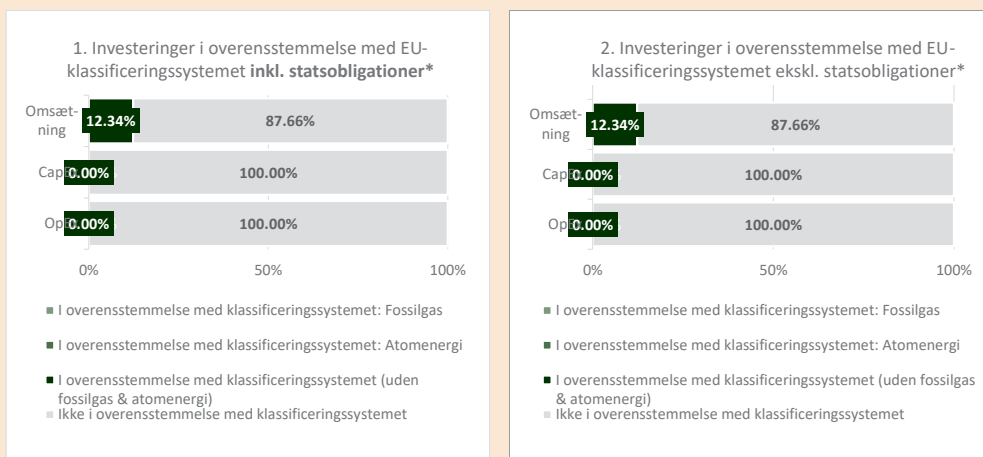 1. Investeringer i overensstemmelse med EU-
klassificeringssystemet inkl. statsobligationer*
Omsæt-
ning
12.34%
87.66%
0.00%
100.00%
0.00%
100.00%
0%
50%
100%
I overensstemmelse med klassificeringssystemet: Fossilgas
I overensstemmelse med klassificeringssystemet: Atomenergi
I overensstemmelse med klassificeringssystemet (uden
fossilgas & atomenergi)
Ikke i overensstemmelse med klassificeringssystemet
2. Investeringer i overensstemmelse med EU-
klassificeringssystemet ekskl. statsobligationer*
Omsæt-
ning
12.34%
87.66%
0.00%
100.00%
0.00%
100.00%
0%
50%
100%
I overensstemmelse med klassificeringssystemet: Fossilgas
I overensstemmelse med klassificeringssystemet: Atomenergi
I overensstemmelse med klassificeringssystemet (uden fossilgas
& atomenergi)
Ikke i overensstemmelse med klassificeringssystemet